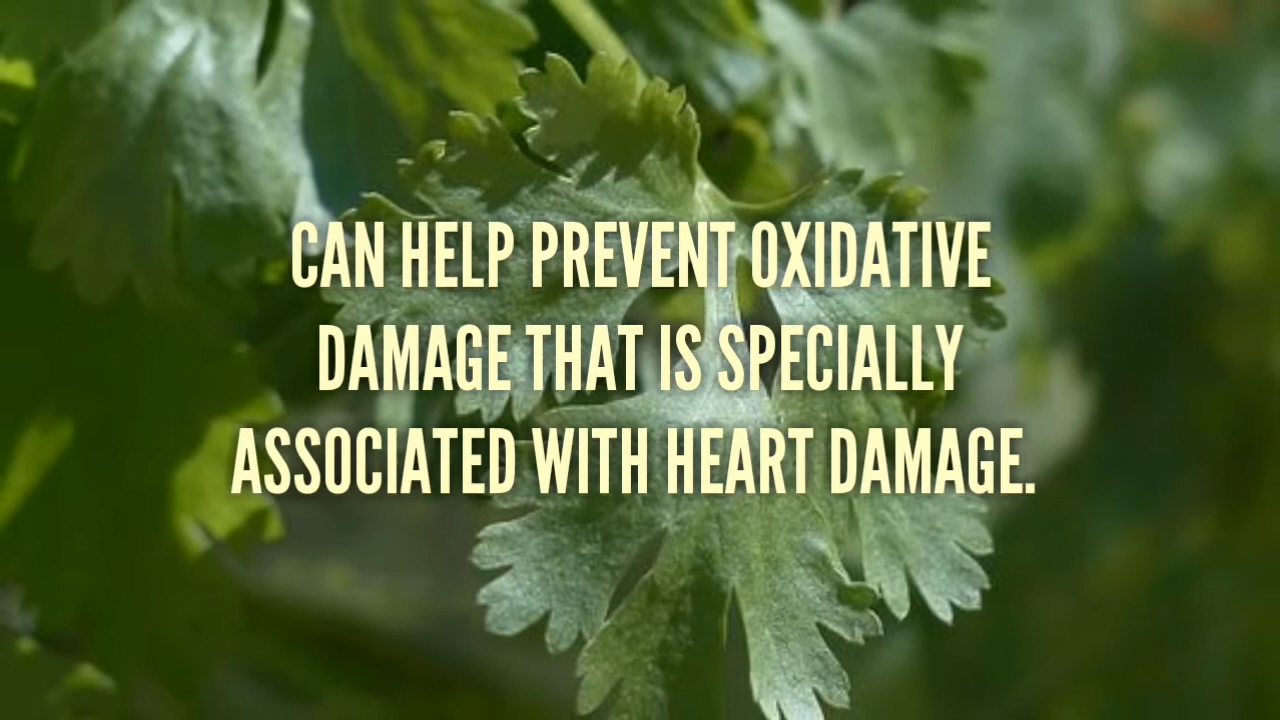 CAN HELP PREVENT OXIDATIVE
DAMAGE THAT IS SPECIALLY
ASSOCIATED WITH HEART DAMAGE.